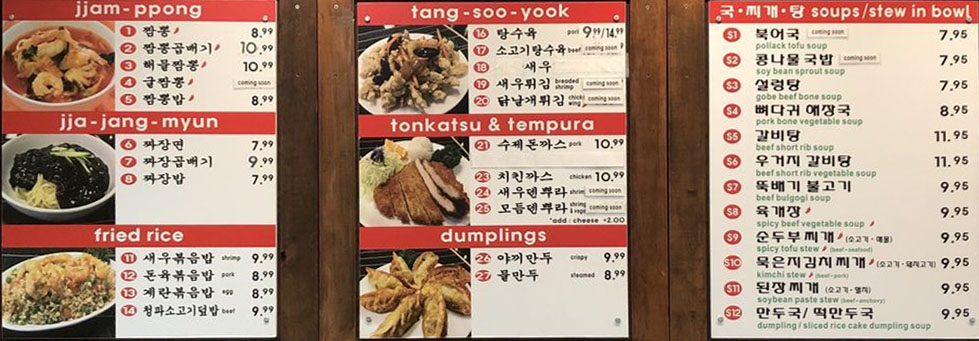 jjam-ppong
1 짬뽕 8.99
2 짬뽕곱배기 10.99
3 해물짬뽕 10.99
4 굴짬뽕 coming soon
5 짬뽕밥 8.99
jja-jang-myun
6 짜장면 7.99
7 짜장곱배기 9.99
8 짜장밥 7.99
fried rice
11 새우볶음밥 shrimp 9.99
12 돈육볶음밥 pork 8.99
13 계란볶음밥 egg 8.99
14 청파소고기덮밥 beef 9.99
tang-soo-yook
16 탕수육 pork 9.99/14.99
17 소고기탕수육 beef coming soon
18 새우
19 새우튀김 breaded shrimp coming soon
20 닭날개튀김 chicken wing coming soon
tonkatsu & tempura
21 수제돈까스 pork 10.99
23 치킨까스 chicken 10.99
24 새우덴뿌라 shrimp coming soon
25 모듬덴뿌라 shrimp & vege coming soon
*add: cheese +2.00
dumplings
26 야끼만두 crispy 9.99
27 물만두 steamed 8.99
국·찌개·탕 soups/stew in bowl
S1 북어국 coming soon 7.95
pollack tofu soup
S2 콩나물국밥 coming soon 7.95
soy bean sprout soup
S3 설렁탕 7.95
gobe beef bone soup
S4 뼈다귀 해장국 8.95
pork bone vegetable soup
S5 갈비탕 11.95
beef short rib soup
S6 우거지 갈비탕 11.95
beef short rib vegetable soup
S7 뚝배기 불고기 9.95
beef bulgogi soup
S8 육개장 9.95
spicy beef vegetable soup
S9 순두부찌개 (소고기·해물) 9.95
spicy tofu stew (beef·seafood)
S10 묵은지김치찌개 (소고기·돼지고기) 9.95
kimchi stew (beef·pork)
S11 된장찌개 (소고기·멸치) 9.95
soybean paste stew (beef·anchovy)
S12 만두국/떡만두국 9.95
dumpling / sliced rice cake dumpling soup